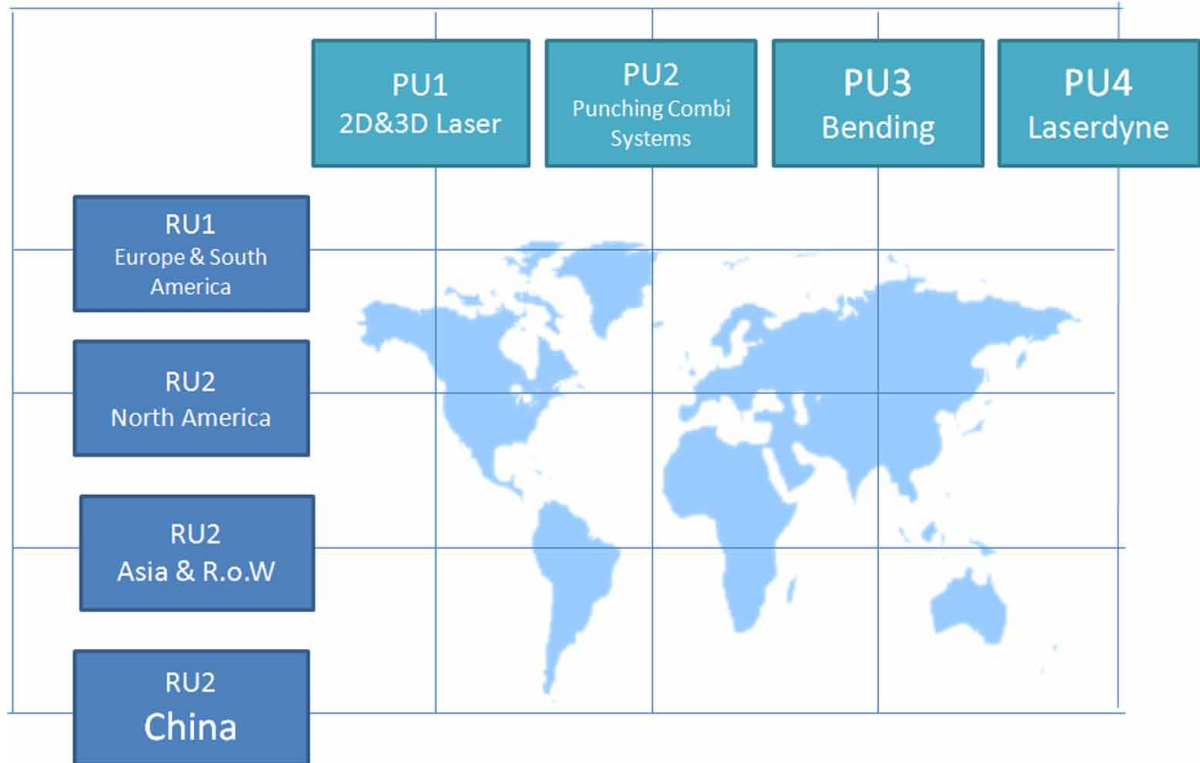 PU1
2D&3D Laser
PU2
Punching Combi
Systems
PU3
Bending
PU4
Laserdyne
RU1
Europe & South
America
RU2
North America
RU2
Asia & R.o.W
RU2
China